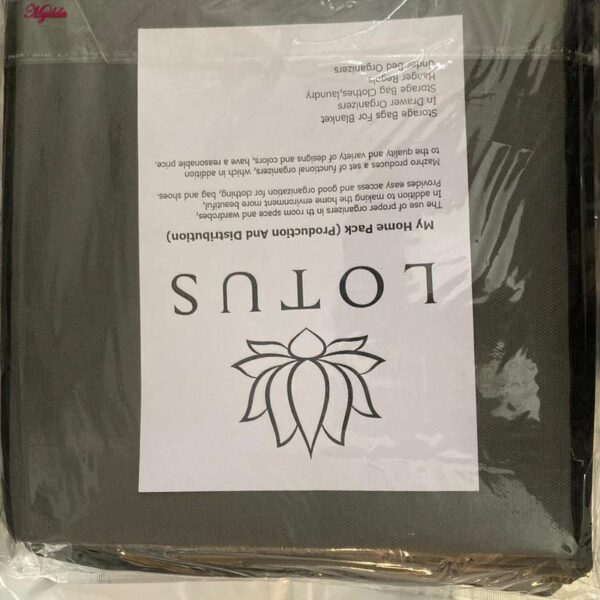 Myilda
LOTUS
My Home Pack (Production And Distribution)
The use of proper organizers in th room space and wardrobes,
In addition to making the home environment more beautiful,
Provides easy access and good organization for clothing, bag and shoes.
Mazhro produces a set of functional organizers, which in addition
to the quality and variety of designs and colors, have a reasonable price.
Storage Bags For Blanket
In Drawer Organizers
Storage Bag Clothes,laundry
Hanger Regals
Under Bed Organizers